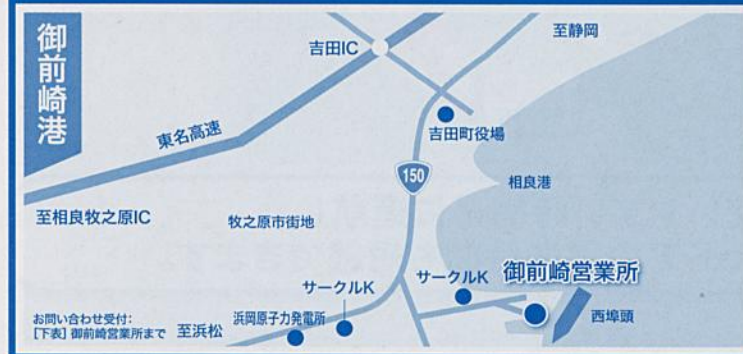 御前崎港
至静岡
吉田IC
東名高速
吉田町役場
150
相良港
至相良牧之原IC
牧之原市街地
御前崎営業所
サークルK
サークルK
西埠頭
浜岡原子力発電所
お問い合わせ受付:
[下表] 御前崎営業所まで
至浜松